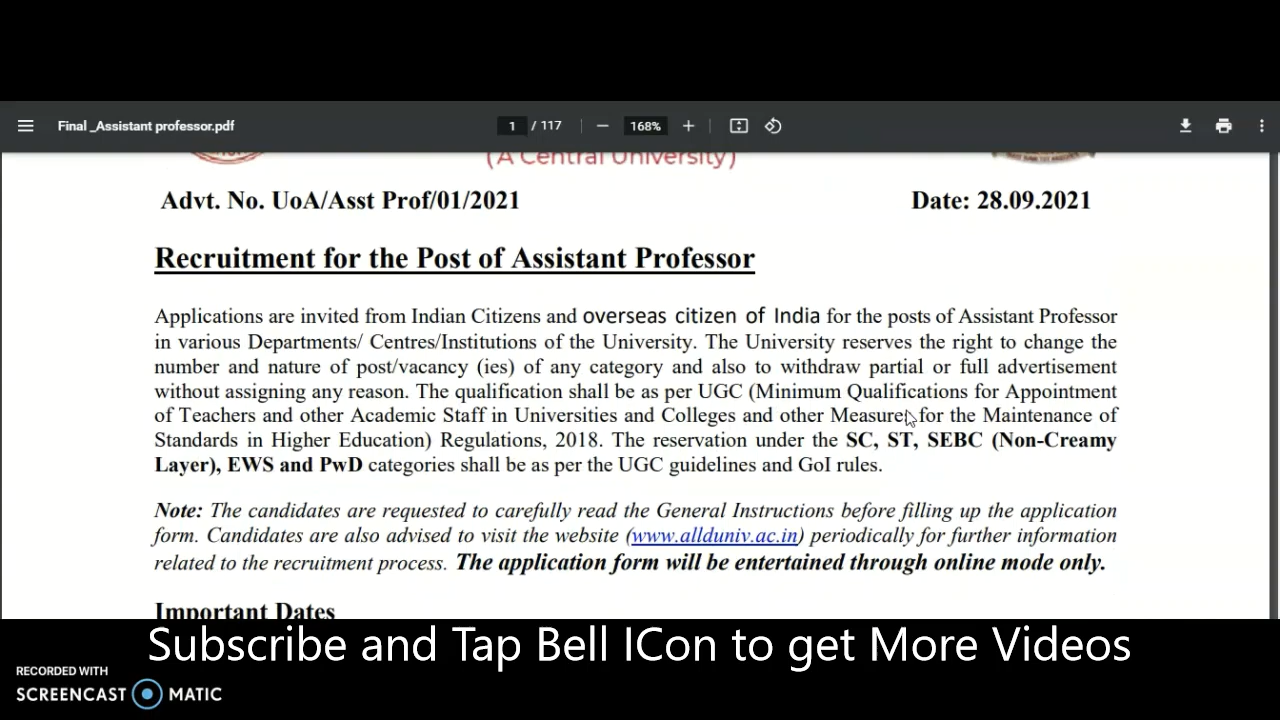 Final _Assistant professor.pdf
1 / 117
168%
(A Central University)
Advt. No. UoA/Asst Prof/01/2021
Date: 28.09.2021
Recruitment for the Post of Assistant Professor
Applications are invited from Indian Citizens and overseas citizen of India for the posts of Assistant Professor
in various Departments/ Centres/Institutions of the University. The University reserves the right to change the
number and nature of post/vacancy (ies) of any category and also to withdraw partial or full advertisement
without assigning any reason. The qualification shall be as per UGC (Minimum Qualifications for Appointment
of Teachers and other Academic Staff in Universities and Colleges and other Measures for the Maintenance of
Standards in Higher Education) Regulations, 2018. The reservation under the SC, ST, SEBC (Non-Creamy
Layer), EWS and PwD categories shall be as per the UGC guidelines and GoI rules.
Note: The candidates are requested to carefully read the General Instructions before filling up the application
form. Candidates are also advised to visit the website (www.allduniv.ac.in) periodically for further information
related to the recruitment process. The application form will be entertained through online mode only.
Important Dates
Subscribe and Tap Bell ICon to get More Videos
RECORDED WITH
SCREENCAST MATIC